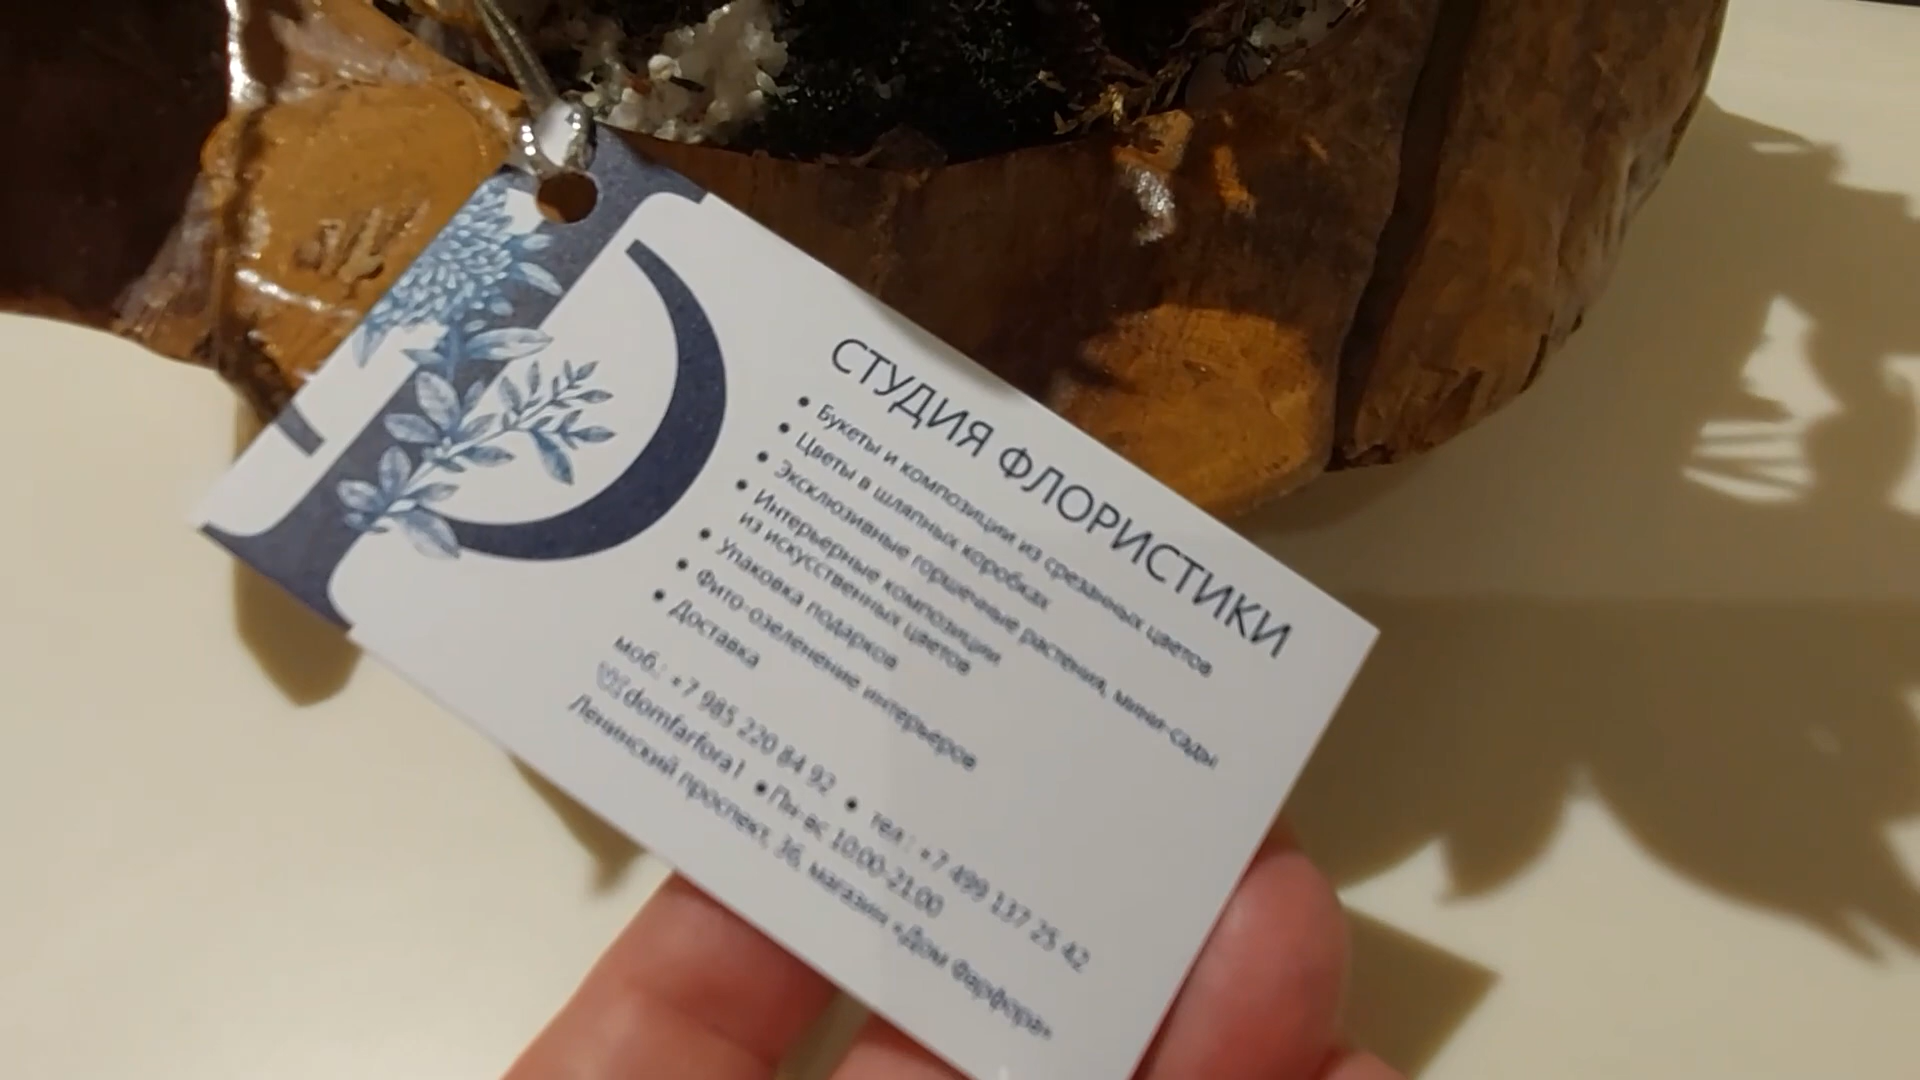 СТУДИЯ ФЛОРИСТИКИ
• Букеты и композиции из срезанных цветов
• Цветы в шляпных коробках
• Эксклюзивные горшечные растения, мини-сады
• Интерьерные композиции
из искусственных цветов
• Упаковка подарков
• Фито-озеленение интерьеров
• Доставка
моб.: +7 985 220 84 92 • тел.: +7 499 137 25 42
domfarfora1 • Пн-вс 10:00-21:00
Ленинский проспект, 36, магазин «Дом Фарфора»